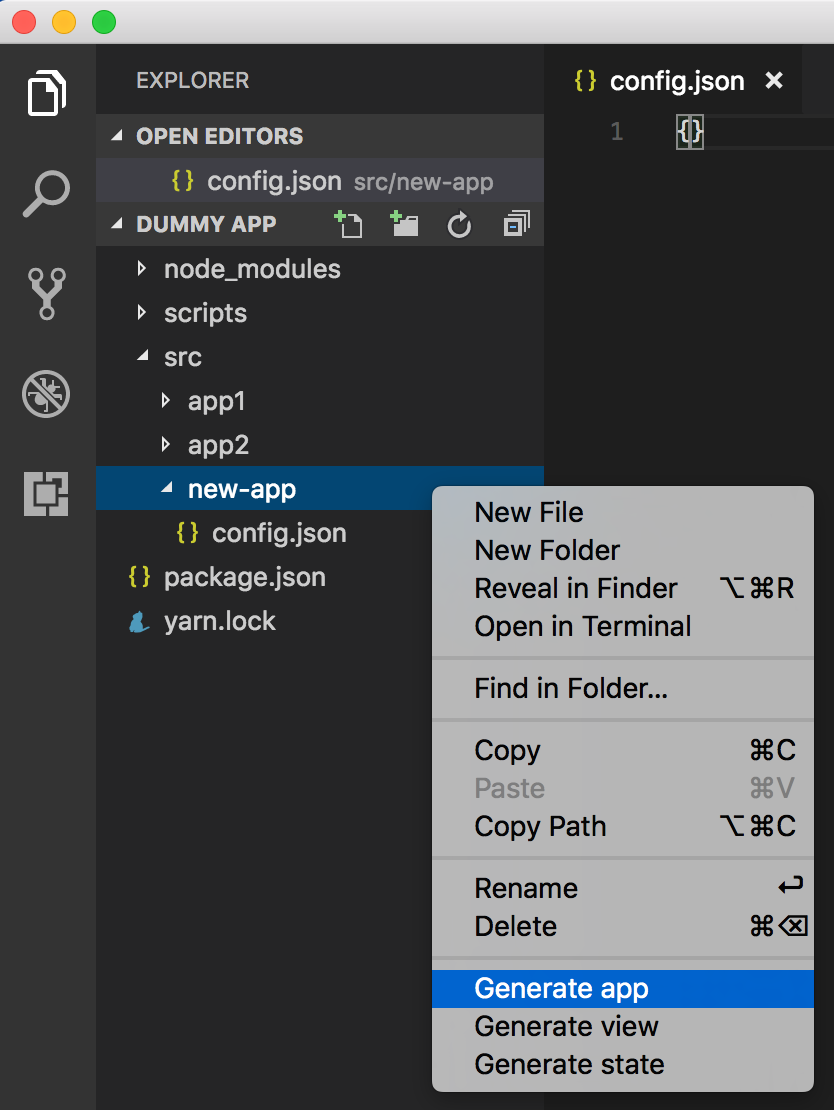 EXPLORER
OPEN EDITORS
{} config.json src/new-app
DUMMY APP
node_modules
scripts
src
app1
app2
new-app
{} config.json
{} package.json
yarn.lock
{} config.json ×
1 {}
New File
New Folder
Reveal in Finder ⌥⌘R
Open in Terminal
Find in Folder...
Copy ⌘C
Paste ⌘V
Copy Path ⌥⌘C
Rename ↩
Delete ⌘⌫
Generate app
Generate view
Generate state